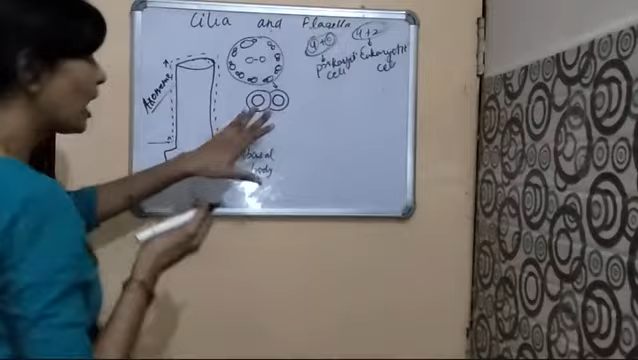 Cilia and Flagella
9+0 9+2
Prokaryotic Eukaryotic
cell cell
Axoneme
basal
body